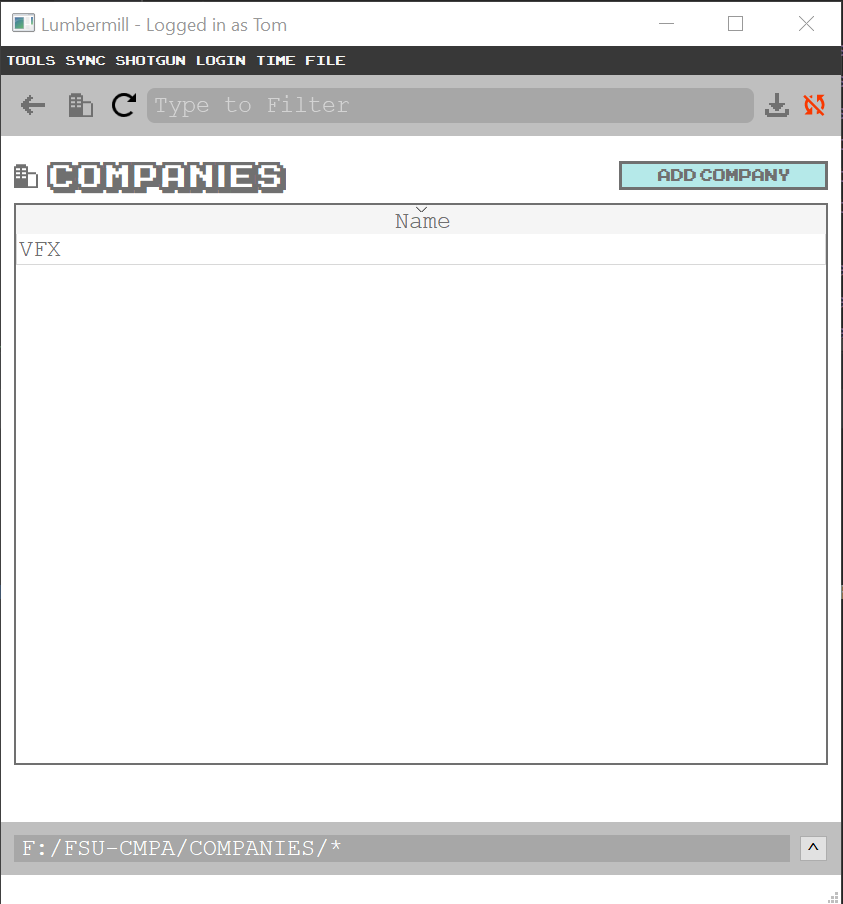 Lumbermill - Logged in as Tom
TOOLS SYNC SHOTGUN LOGIN TIME FILE
Type to Filter
COMPANIES
ADD COMPANY
Name
VFX
F:/FSU-CMPA/COMPANIES/*
^